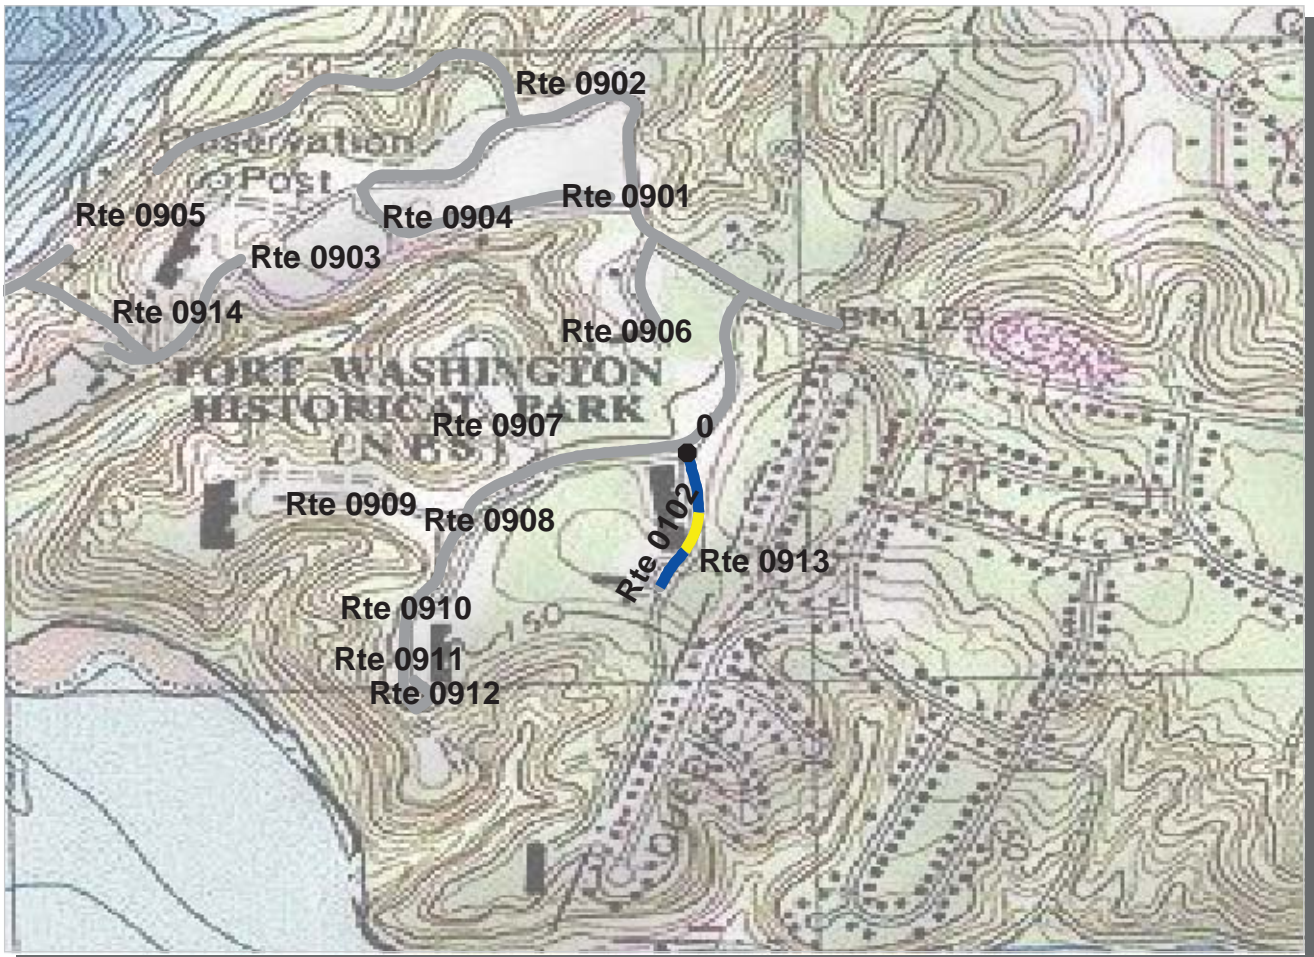 50
Rte 0902
Observation
Post
Rte 0901
Rte 0905
Rte 0904
Rte 0903
Rte 0914
BM 129
Rte 0906
FORT WASHINGTON
HISTORICAL PARK
(NBS)
Rte 0907
0
Rte 0909
Rte 0908
Rte 0102
Rte 0913
Rte 0910
150
Rte 0911
Rte 0912